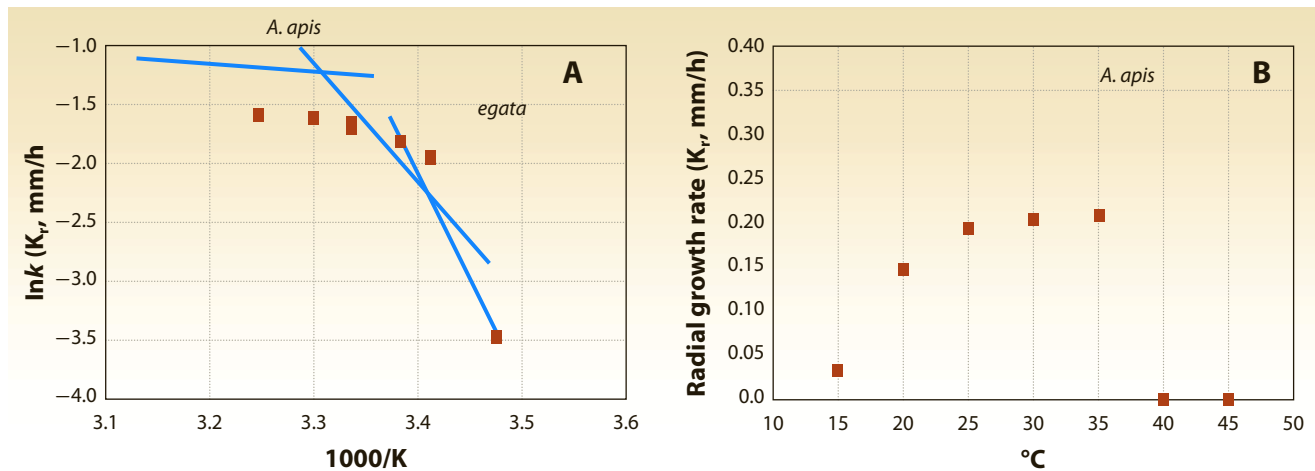 A. apis
A
egata
−1.0
−1.5
−2.0
−2.5
−3.0
−3.5
−4.0
lnk (Kr, mm/h
3.1 3.2 3.3 3.4 3.5 3.6
1000/K
A. apis
B
0.40
0.35
0.30
0.25
0.20
0.15
0.10
0.05
0.0
Radial growth rate (Kr, mm/h)
10 15 20 25 30 35 40 45 50
°C